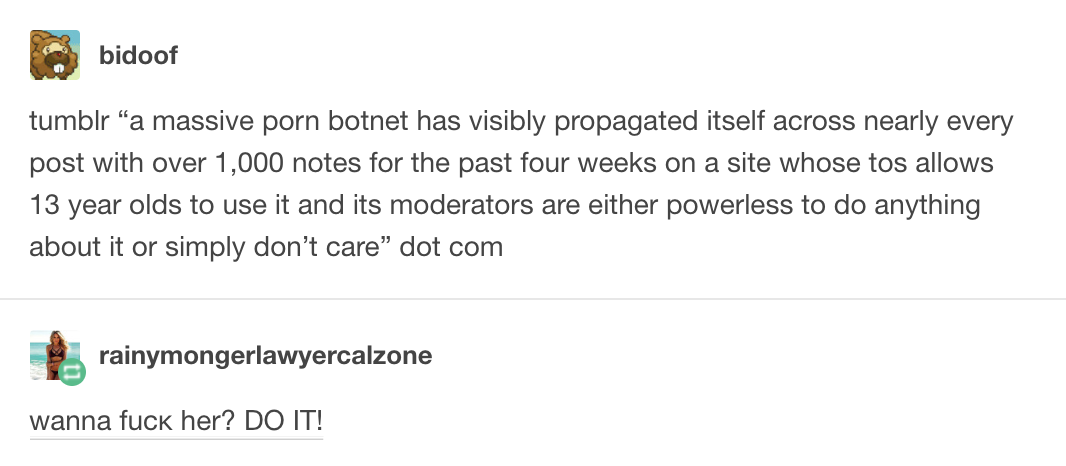 bidoof
tumblr “a massive porn botnet has visibly propagated itself across nearly every
post with over 1,000 notes for the past four weeks on a site whose tos allows
13 year olds to use it and its moderators are either powerless to do anything
about it or simply don’t care” dot com
rainymongerlawyercalzone
wanna fucк her? DO IT!